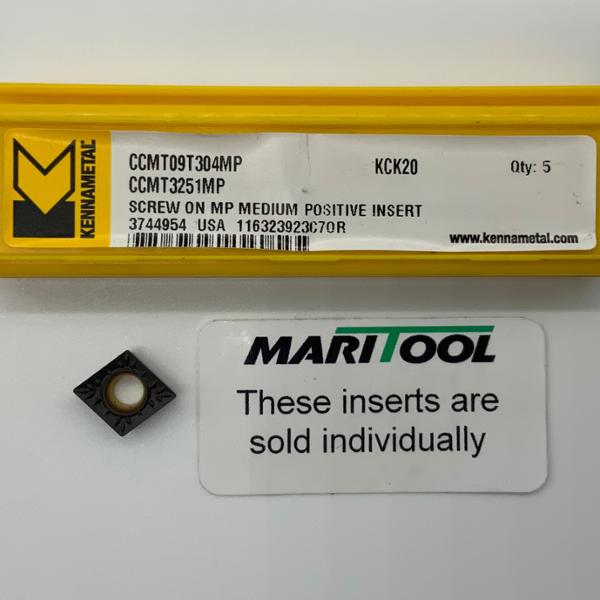 KENNAMETAL
CCMT09T304MP KCK20 Qty: 5
CCMT3251MP
SCREW ON MP MEDIUM POSITIVE INSERT
3744954 USA 116323923C70R
www.kennametal.com
MARITOOL
These inserts are
sold individually